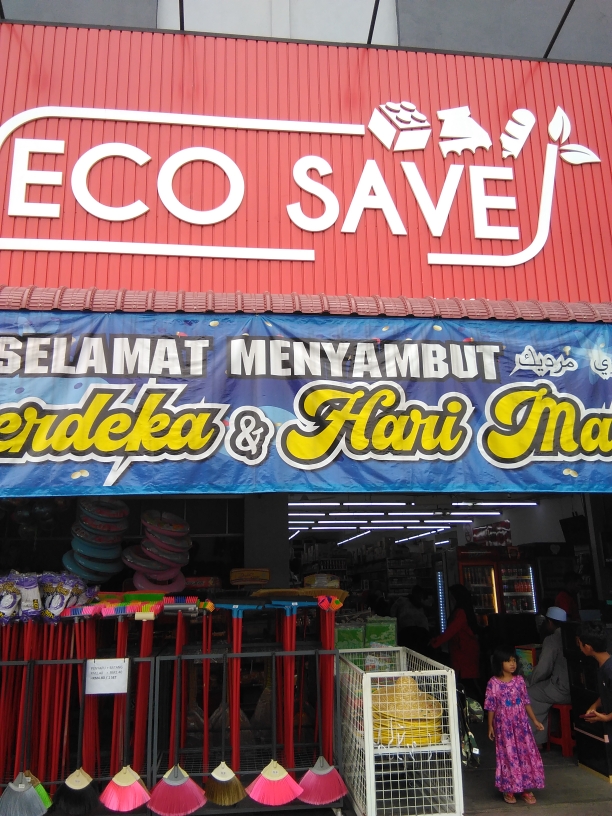 ECO SAVE
SELAMAT MENYAMBUT
erdeka & Hari Ma